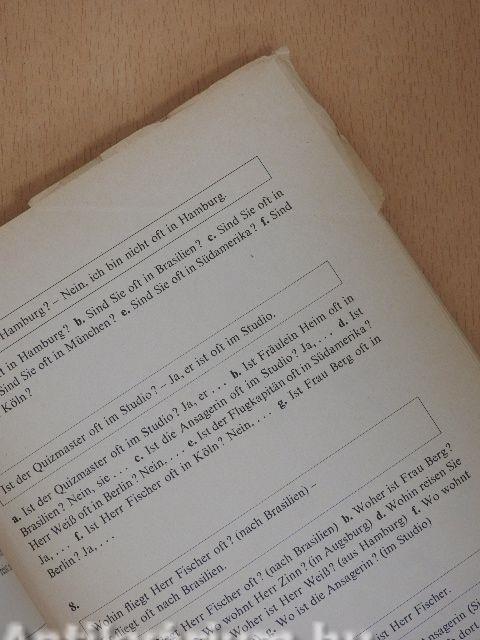 Hamburg? – Nein, ich bin nicht oft in Hamburg.
in Hamburg? b. Sind Sie oft in Brasilien? c. Sind Sie oft in
Sind Sie oft in München? e. Sind Sie oft in Südamerika? f. Sind
Köln?
Ist der Quizmaster oft im Studio? – Ja, er ist oft im Studio.
a. Ist der Quizmaster oft im Studio? Ja, er . . . b. Ist Fräulein Heim oft in
Brasilien? Nein, sie . . . c. Ist die Ansagerin oft im Studio? Ja, . . . d. Ist
Herr Weiß oft in Berlin? Nein, . . . e. Ist der Flugkapitän oft in Südamerika?
Ja, . . . f. Ist Herr Fischer oft in Köln? Nein, . . . g. Ist Frau Berg oft in
Berlin? Ja, . . .
8.
Wohin fliegt Herr Fischer oft? (nach Brasilien) –
fliegt oft nach Brasilien.
Herr Fischer oft? (nach Brasilien) b. Woher ist Frau Berg?
wohnt Herr Zinn? (in Augsburg) d. Wohin reisen Sie
Woher ist Herr Weiß? (aus Hamburg) f. Wo wohnt
g. Wo ist die Ansagerin? (im Studio)
ist Herr Fischer.
Ansagerin (Si
dort